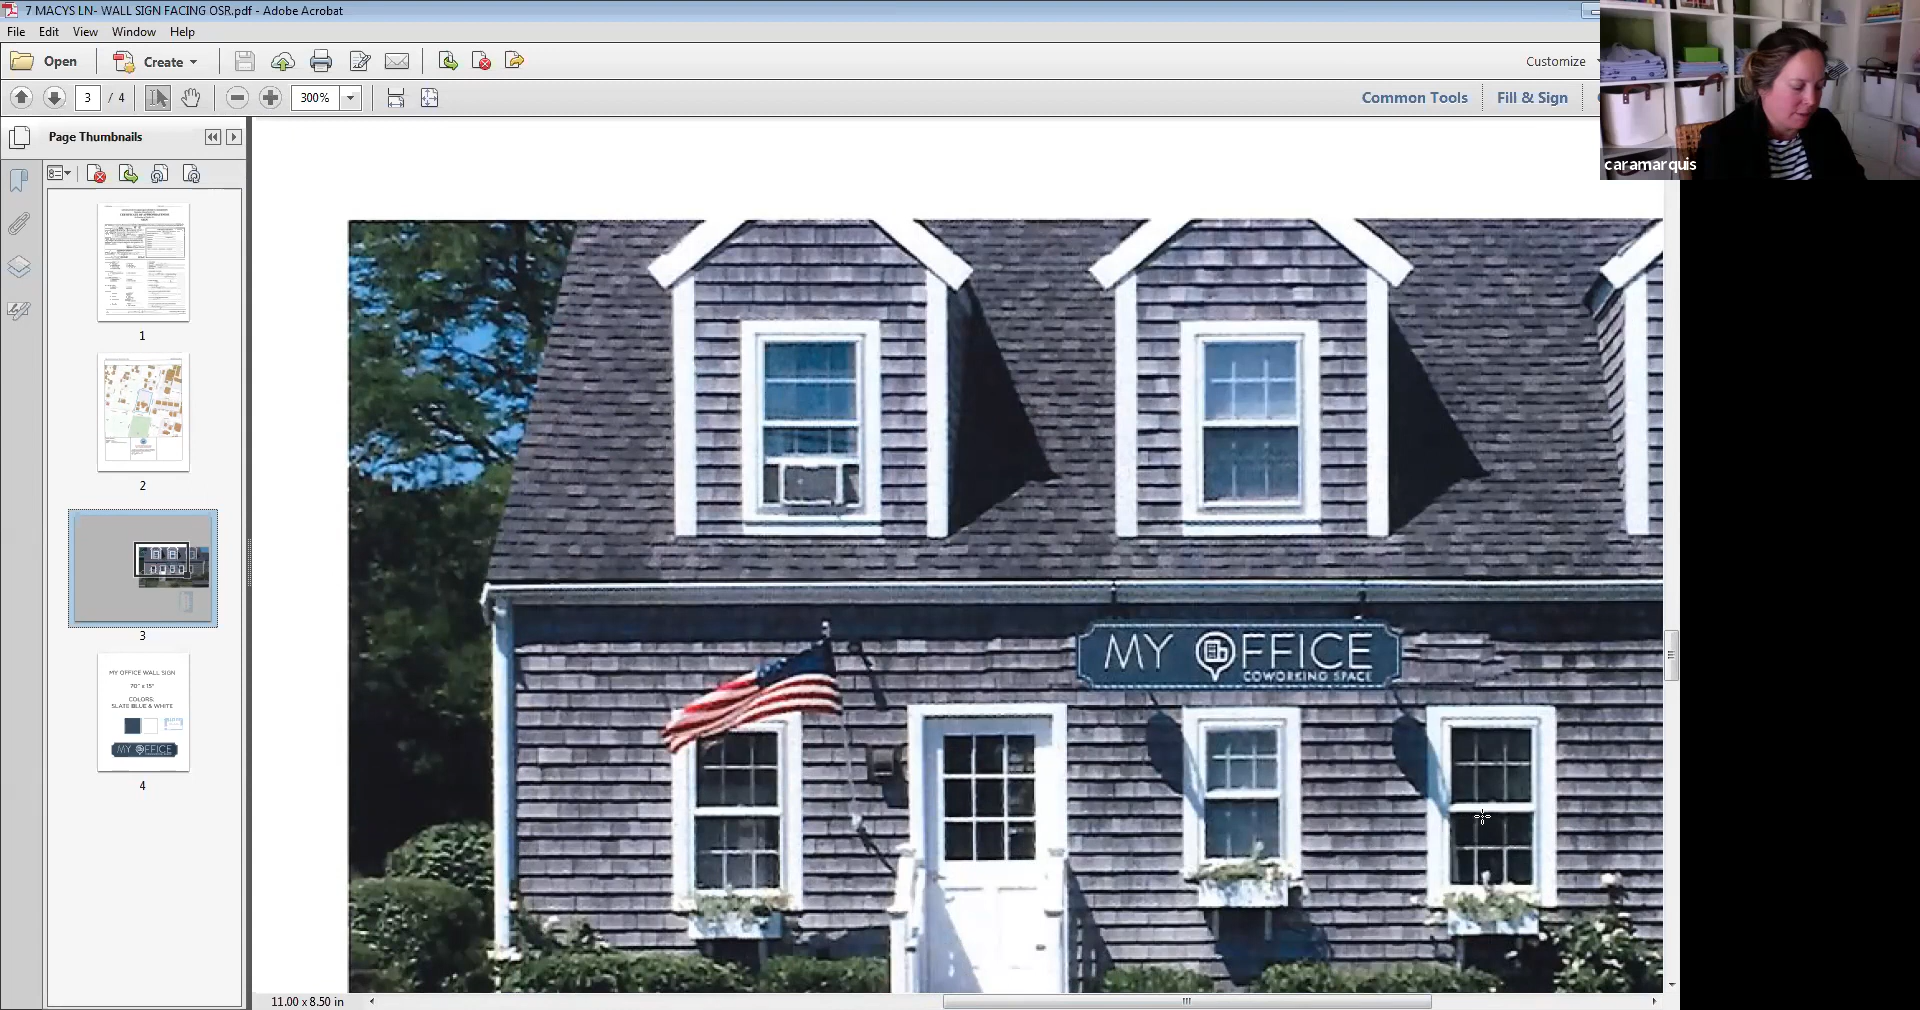 7 MACYS LN- WALL SIGN FACING OSR.pdf - Adobe Acrobat
File Edit View Window Help
Open Create Customize
3 / 4 300% Common Tools Fill & Sign
caramarquis
Page Thumbnails
1
2
3
MY OFFICE WALL SIGN
70" x 15"
COLORS:
SLATE BLUE & WHITE
MY OFFICE
4
MY OFFICE
COWORKING SPACE
11.00 x 8.50 in